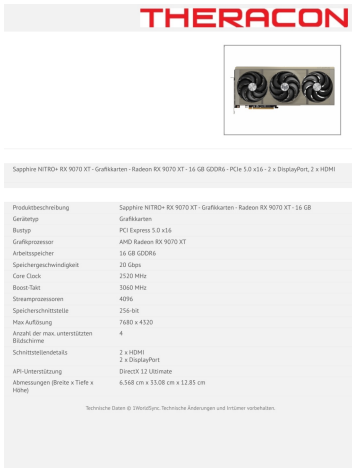 THERACON
Sapphire NITRO+ RX 9070 XT - Grafikkarten - Radeon RX 9070 XT - 16 GB GDDR6 - PCIe 5.0 x16 - 2 x DisplayPort, 2 x HDMI
Produktbeschreibung Sapphire NITRO+ RX 9070 XT - Grafikkarten - Radeon RX 9070 XT - 16 GB
Gerätetyp Grafikkarten
Bustyp PCI Express 5.0 x16
Grafikprozessor AMD Radeon RX 9070 XT
Arbeitsspeicher 16 GB GDDR6
Speichergeschwindigkeit 20 Gbps
Core Clock 2520 MHz
Boost-Takt 3060 MHz
Streamprozessoren 4096
Speicherschnittstelle 256-bit
Max Auflösung 7680 x 4320
Anzahl der max. unterstützten 4
Bildschirme
Schnittstellendetails 2 x HDMI
2 x DisplayPort
API-Unterstützung DirectX 12 Ultimate
Abmessungen (Breite x Tiefe x 6.568 cm x 33.08 cm x 12.85 cm
Höhe)
Technische Daten © 1WorldSync. Technische Änderungen und Irrtümer vorbehalten.